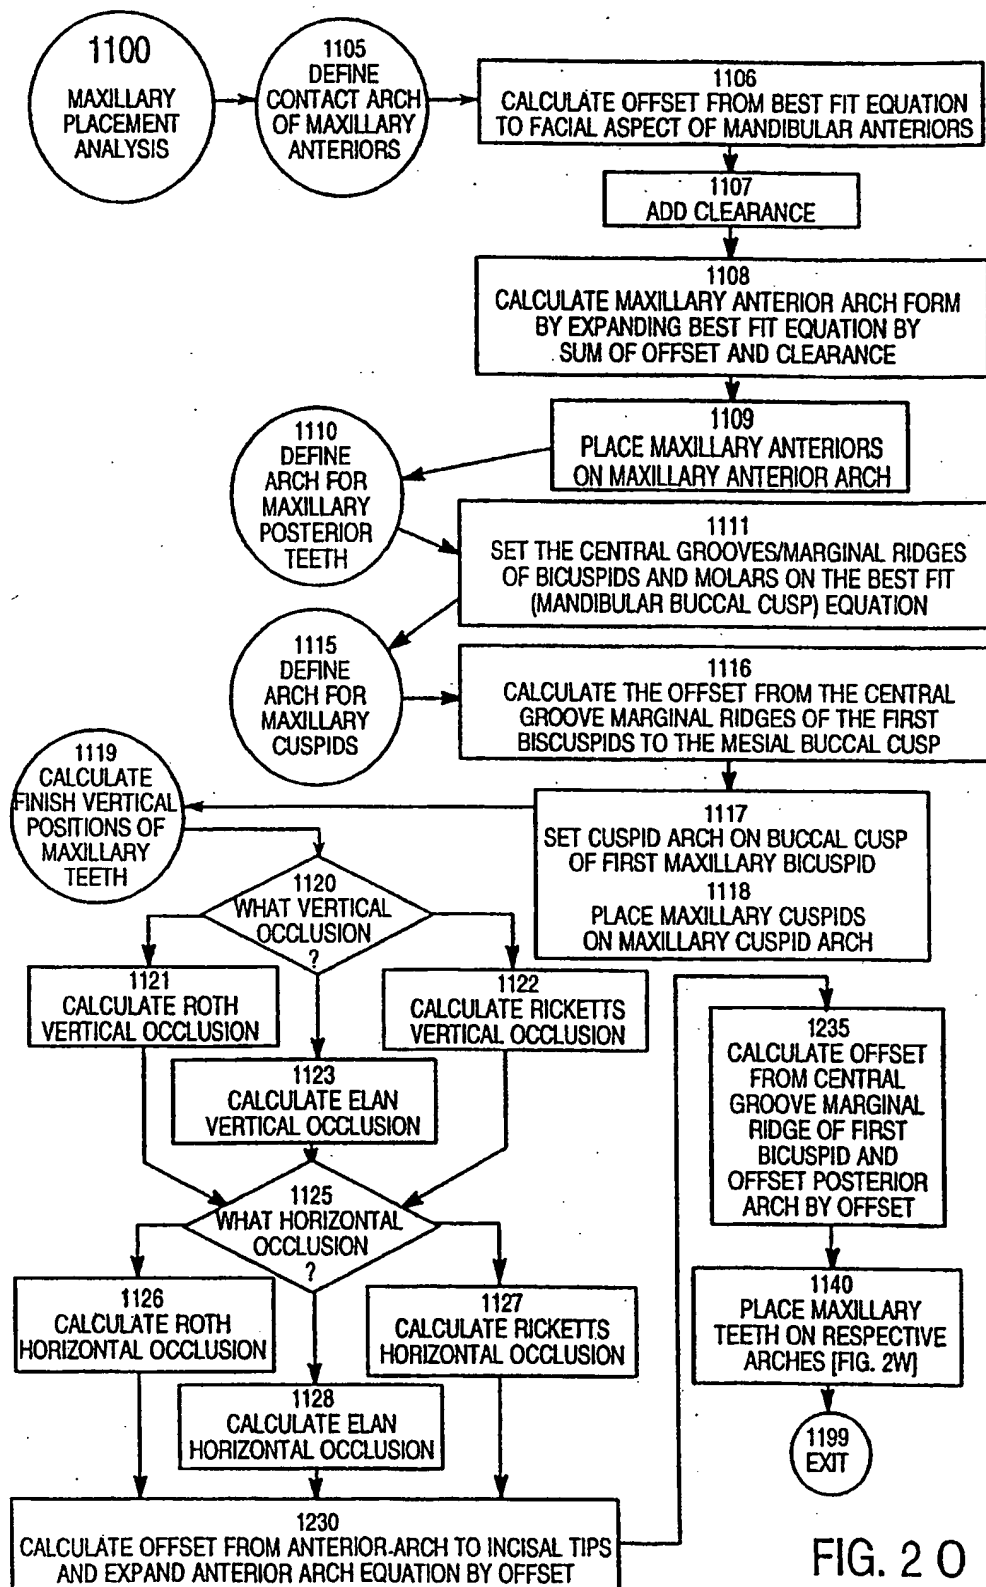 1100
MAXILLARY
PLACEMENT
ANALYSIS
1105
DEFINE
CONTACT ARCH
OF MAXILLARY
ANTERIORS
1106
CALCULATE OFFSET FROM BEST FIT EQUATION
TO FACIAL ASPECT OF MANDIBULAR ANTERIORS
1107
ADD CLEARANCE
1108
CALCULATE MAXILLARY ANTERIOR ARCH FORM
BY EXPANDING BEST FIT EQUATION BY
SUM OF OFFSET AND CLEARANCE
1109
PLACE MAXILLARY ANTERIORS
ON MAXILLARY ANTERIOR ARCH
1110
DEFINE
ARCH FOR
MAXILLARY
POSTERIOR
TEETH
1111
SET THE CENTRAL GROOVES/MARGINAL RIDGES
OF BICUSPIDS AND MOLARS ON THE BEST FIT
(MANDIBULAR BUCCAL CUSP) EQUATION
1115
DEFINE
ARCH FOR
MAXILLARY
CUSPIDS
1116
CALCULATE THE OFFSET FROM THE CENTRAL
GROOVE MARGINAL RIDGES OF THE FIRST
BISCUSPIDS TO THE MESIAL BUCCAL CUSP
1117
SET CUSPID ARCH ON BUCCAL CUSP
OF FIRST MAXILLARY BICUSPID
1118
PLACE MAXILLARY CUSPIDS
ON MAXILLARY CUSPID ARCH
1119
CALCULATE
FINISH VERTICAL
POSITIONS OF
MAXILLARY
TEETH
1120
WHAT VERTICAL
OCCLUSION
?
1121
CALCULATE ROTH
VERTICAL OCCLUSION
1122
CALCULATE RICKETTS
VERTICAL OCCLUSION
1123
CALCULATE ELAN
VERTICAL OCCLUSION
1125
WHAT HORIZONTAL
OCCLUSION
?
1126
CALCULATE ROTH
HORIZONTAL OCCLUSION
1127
CALCULATE RICKETTS
HORIZONTAL OCCLUSION
1128
CALCULATE ELAN
HORIZONTAL OCCLUSION
1230
CALCULATE OFFSET FROM ANTERIOR-ARCH TO INCISAL TIPS
AND EXPAND ANTERIOR ARCH EQUATION BY OFFSET
1235
CALCULATE OFFSET
FROM CENTRAL
GROOVE MARGINAL
RIDGE OF FIRST
BICUSPID AND
OFFSET POSTERIOR
ARCH BY OFFSET
1140
PLACE MAXILLARY
TEETH ON RESPECTIVE
ARCHES [FIG. 2W]
1199
EXIT
FIG. 2 O